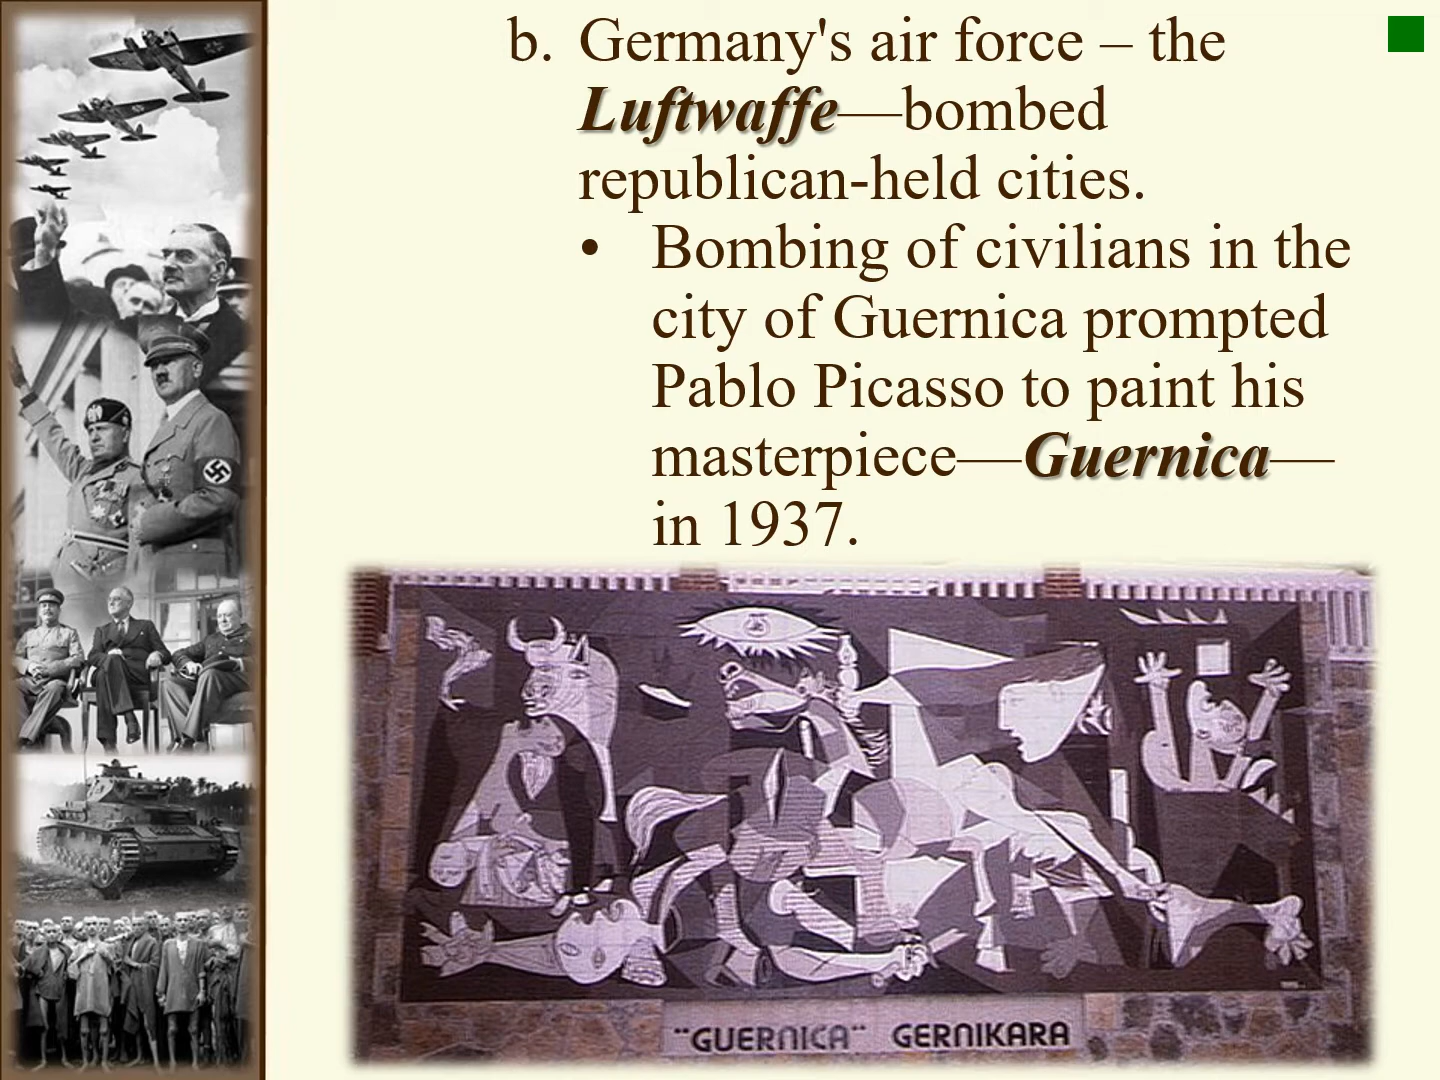 b. Germany's air force – the
Luftwaffe—bombed
republican-held cities.
• Bombing of civilians in the
city of Guernica prompted
Pablo Picasso to paint his
masterpiece—Guernica—
in 1937.
¨GUERNICA¨ GERNIKARA